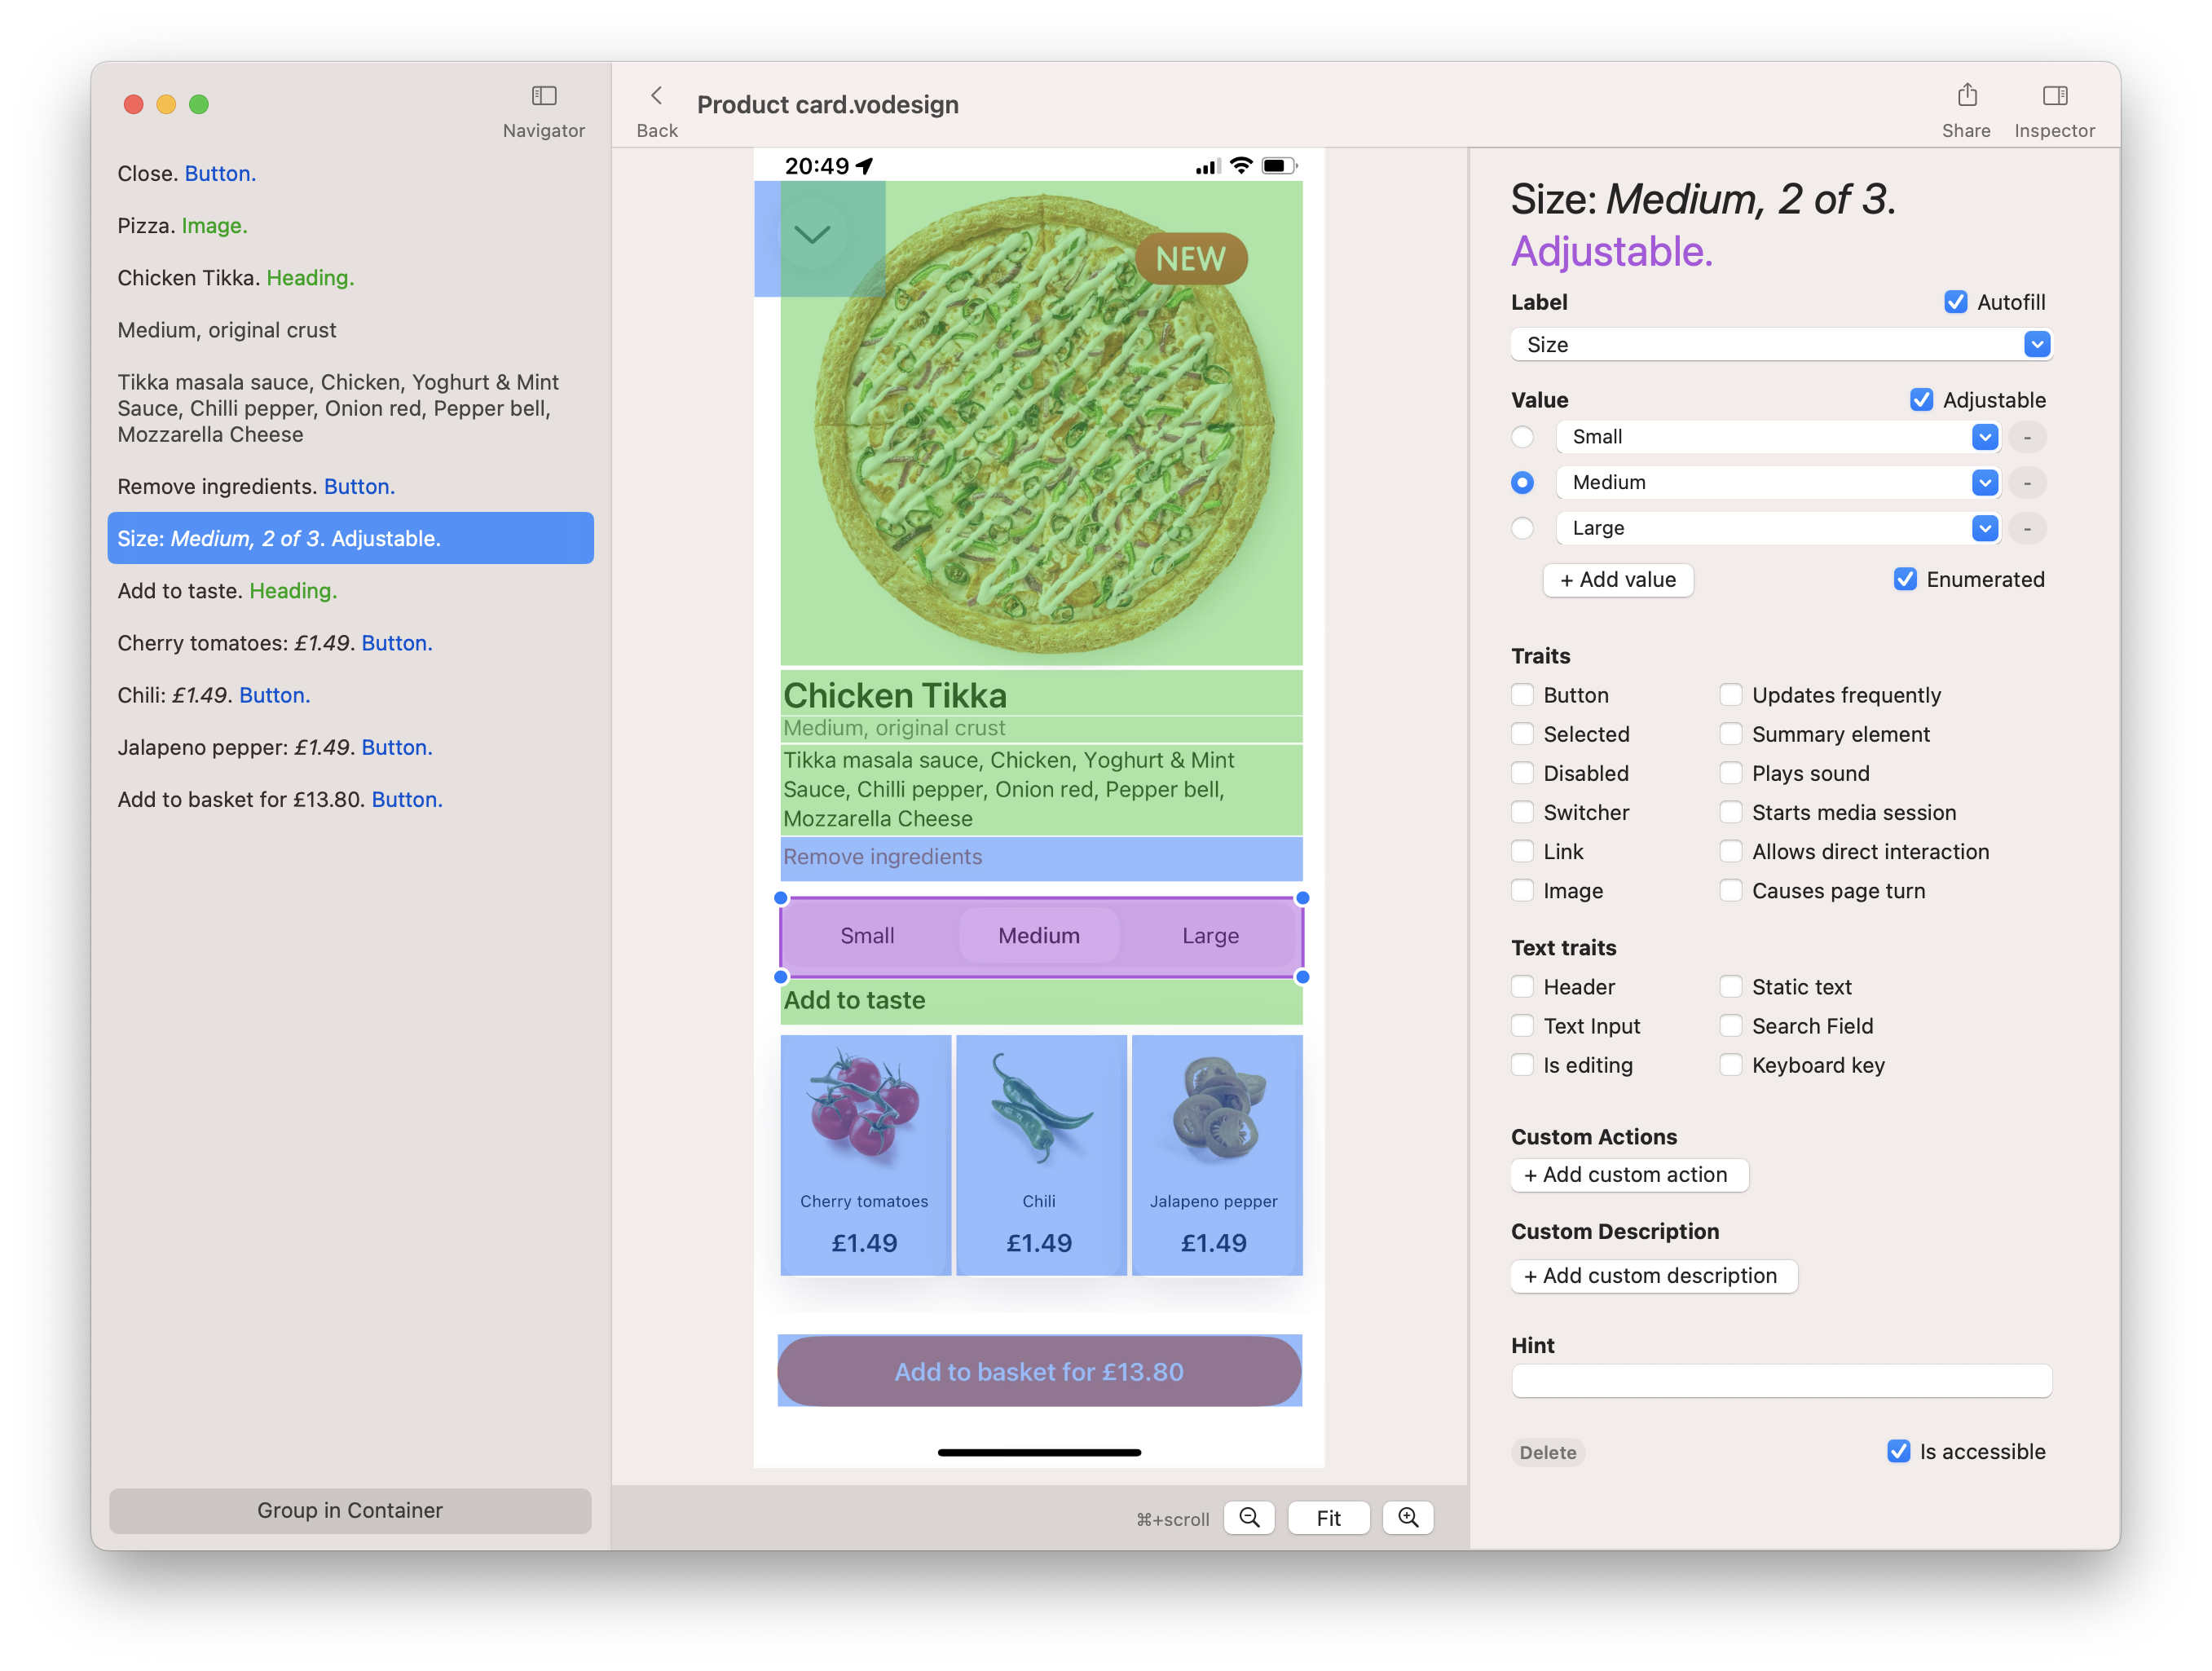 Navigator
Close. Button.
Pizza. Image.
Chicken Tikka. Heading.
Medium, original crust
Tikka masala sauce, Chicken, Yoghurt & Mint
Sauce, Chilli pepper, Onion red, Pepper bell,
Mozzarella Cheese
Remove ingredients. Button.
Size: Medium, 2 of 3. Adjustable.
Add to taste. Heading.
Cherry tomatoes: £1.49. Button.
Chili: £1.49. Button.
Jalapeno pepper: £1.49. Button.
Add to basket for £13.80. Button.
Group in Container
Back
Product card.vodesign
Share
Inspector
20:49
NEW
Chicken Tikka
Medium, original crust
Tikka masala sauce, Chicken, Yoghurt & Mint
Sauce, Chilli pepper, Onion red, Pepper bell,
Mozzarella Cheese
Remove ingredients
Small Medium Large
Add to taste
Cherry tomatoes
£1.49
Chili
£1.49
Jalapeno pepper
£1.49
Add to basket for £13.80
⌘+scroll
Fit
Size: Medium, 2 of 3.
Adjustable.
Label
Autofill
Size
Value
Adjustable
Small -
Medium -
Large -
+ Add value
Enumerated
Traits
Button Updates frequently
Selected Summary element
Disabled Plays sound
Switcher Starts media session
Link Allows direct interaction
Image Causes page turn
Text traits
Header Static text
Text Input Search Field
Is editing Keyboard key
Custom Actions
+ Add custom action
Custom Description
+ Add custom description
Hint
Delete
Is accessible